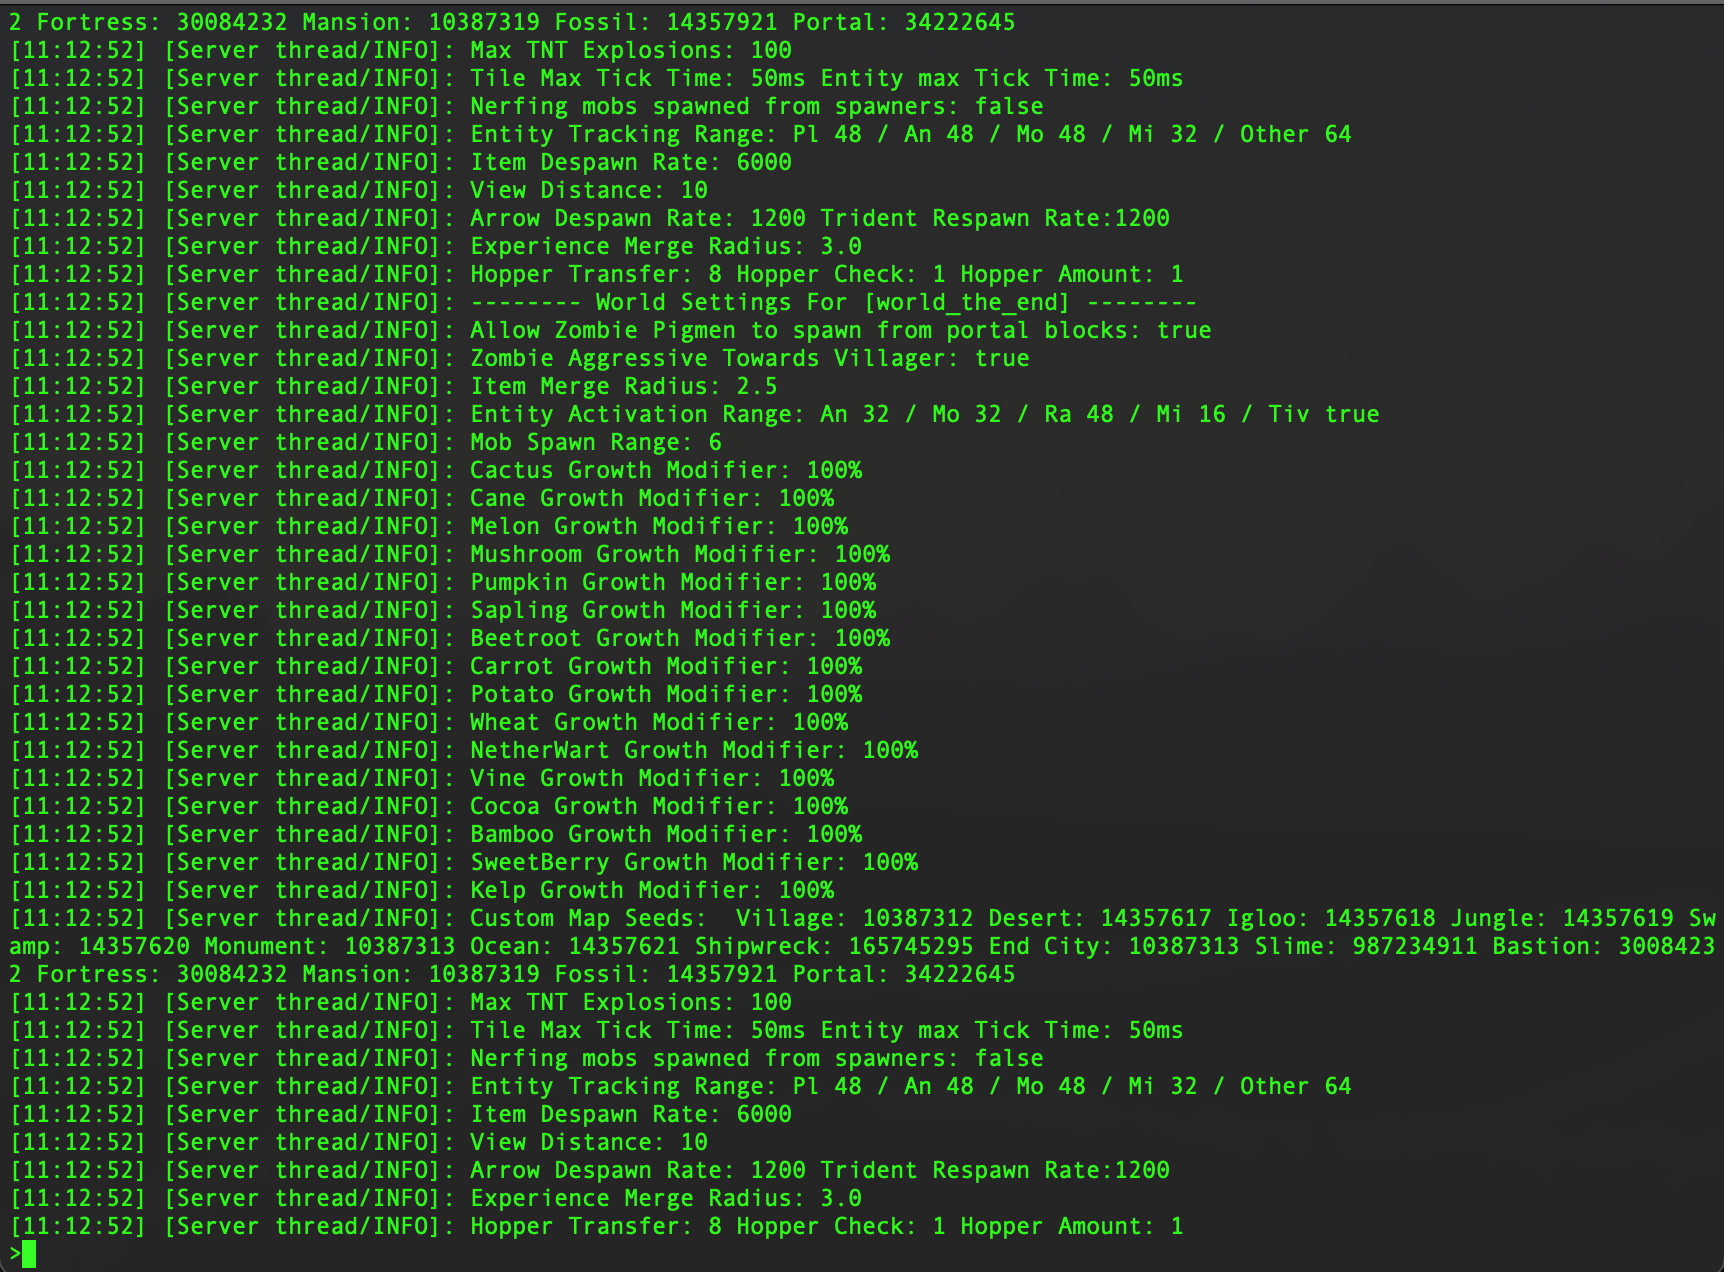 2 Fortress: 30084232 Mansion: 10387319 Fossil: 14357921 Portal: 34222645
[11:12:52] [Server thread/INFO]: Max TNT Explosions: 100
[11:12:52] [Server thread/INFO]: Tile Max Tick Time: 50ms Entity max Tick Time: 50ms
[11:12:52] [Server thread/INFO]: Nerfing mobs spawned from spawners: false
[11:12:52] [Server thread/INFO]: Entity Tracking Range: Pl 48 / An 48 / Mo 48 / Mi 32 / Other 64
[11:12:52] [Server thread/INFO]: Item Despawn Rate: 6000
[11:12:52] [Server thread/INFO]: View Distance: 10
[11:12:52] [Server thread/INFO]: Arrow Despawn Rate: 1200 Trident Respawn Rate:1200
[11:12:52] [Server thread/INFO]: Experience Merge Radius: 3.0
[11:12:52] [Server thread/INFO]: Hopper Transfer: 8 Hopper Check: 1 Hopper Amount: 1
[11:12:52] [Server thread/INFO]: -------- World Settings For [world_the_end] --------
[11:12:52] [Server thread/INFO]: Allow Zombie Pigmen to spawn from portal blocks: true
[11:12:52] [Server thread/INFO]: Zombie Aggressive Towards Villager: true
[11:12:52] [Server thread/INFO]: Item Merge Radius: 2.5
[11:12:52] [Server thread/INFO]: Entity Activation Range: An 32 / Mo 32 / Ra 48 / Mi 16 / Tiv true
[11:12:52] [Server thread/INFO]: Mob Spawn Range: 6
[11:12:52] [Server thread/INFO]: Cactus Growth Modifier: 100%
[11:12:52] [Server thread/INFO]: Cane Growth Modifier: 100%
[11:12:52] [Server thread/INFO]: Melon Growth Modifier: 100%
[11:12:52] [Server thread/INFO]: Mushroom Growth Modifier: 100%
[11:12:52] [Server thread/INFO]: Pumpkin Growth Modifier: 100%
[11:12:52] [Server thread/INFO]: Sapling Growth Modifier: 100%
[11:12:52] [Server thread/INFO]: Beetroot Growth Modifier: 100%
[11:12:52] [Server thread/INFO]: Carrot Growth Modifier: 100%
[11:12:52] [Server thread/INFO]: Potato Growth Modifier: 100%
[11:12:52] [Server thread/INFO]: Wheat Growth Modifier: 100%
[11:12:52] [Server thread/INFO]: NetherWart Growth Modifier: 100%
[11:12:52] [Server thread/INFO]: Vine Growth Modifier: 100%
[11:12:52] [Server thread/INFO]: Cocoa Growth Modifier: 100%
[11:12:52] [Server thread/INFO]: Bamboo Growth Modifier: 100%
[11:12:52] [Server thread/INFO]: SweetBerry Growth Modifier: 100%
[11:12:52] [Server thread/INFO]: Kelp Growth Modifier: 100%
[11:12:52] [Server thread/INFO]: Custom Map Seeds:  Village: 10387312 Desert: 14357617 Igloo: 14357618 Jungle: 14357619 Sw
amp: 14357620 Monument: 10387313 Ocean: 14357621 Shipwreck: 165745295 End City: 10387313 Slime: 987234911 Bastion: 3008423
2 Fortress: 30084232 Mansion: 10387319 Fossil: 14357921 Portal: 34222645
[11:12:52] [Server thread/INFO]: Max TNT Explosions: 100
[11:12:52] [Server thread/INFO]: Tile Max Tick Time: 50ms Entity max Tick Time: 50ms
[11:12:52] [Server thread/INFO]: Nerfing mobs spawned from spawners: false
[11:12:52] [Server thread/INFO]: Entity Tracking Range: Pl 48 / An 48 / Mo 48 / Mi 32 / Other 64
[11:12:52] [Server thread/INFO]: Item Despawn Rate: 6000
[11:12:52] [Server thread/INFO]: View Distance: 10
[11:12:52] [Server thread/INFO]: Arrow Despawn Rate: 1200 Trident Respawn Rate:1200
[11:12:52] [Server thread/INFO]: Experience Merge Radius: 3.0
[11:12:52] [Server thread/INFO]: Hopper Transfer: 8 Hopper Check: 1 Hopper Amount: 1
>